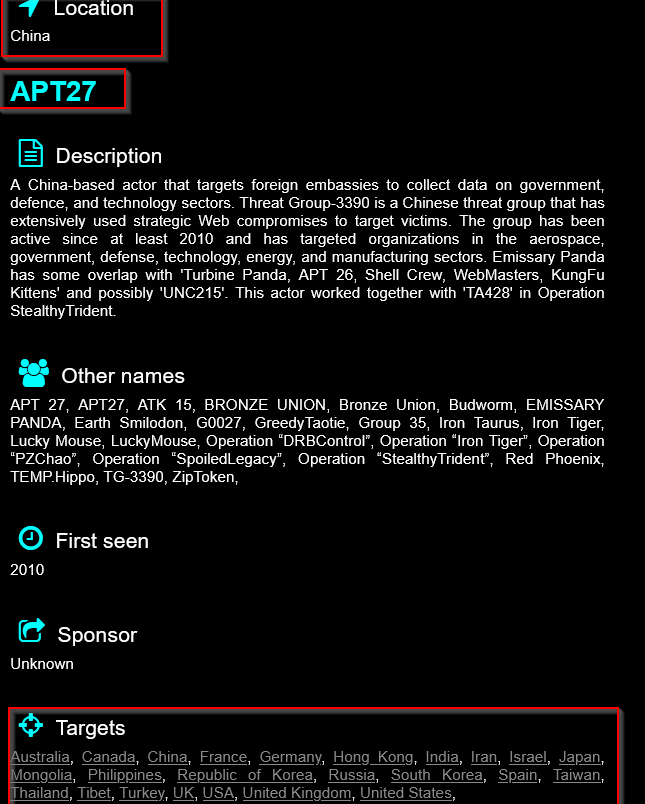 Location
China
APT27
Description
A China-based actor that targets foreign embassies to collect data on government,
defence, and technology sectors. Threat Group-3390 is a Chinese threat group that has
extensively used strategic Web compromises to target victims. The group has been
active since at least 2010 and has targeted organizations in the aerospace,
government, defense, technology, energy, and manufacturing sectors. Emissary Panda
has some overlap with 'Turbine Panda, APT 26, Shell Crew, WebMasters, KungFu
Kittens' and possibly 'UNC215'. This actor worked together with 'TA428' in Operation
StealthyTrident.
Other names
APT 27, APT27, ATK 15, BRONZE UNION, Bronze Union, Budworm, EMISSARY
PANDA, Earth Smilodon, G0027, GreedyTaotie, Group 35, Iron Taurus, Iron Tiger,
Lucky Mouse, LuckyMouse, Operation “DRBControl”, Operation “Iron Tiger”, Operation
“PZChao”, Operation “SpoiledLegacy”, Operation “StealthyTrident”, Red Phoenix,
TEMP.Hippo, TG-3390, ZipToken,
First seen
2010
Sponsor
Unknown
Targets
Australia, Canada, China, France, Germany, Hong Kong, India, Iran, Israel, Japan,
Mongolia, Philippines, Republic of Korea, Russia, South Korea, Spain, Taiwan,
Thailand, Tibet, Turkey, UK, USA, United Kingdom, United States,